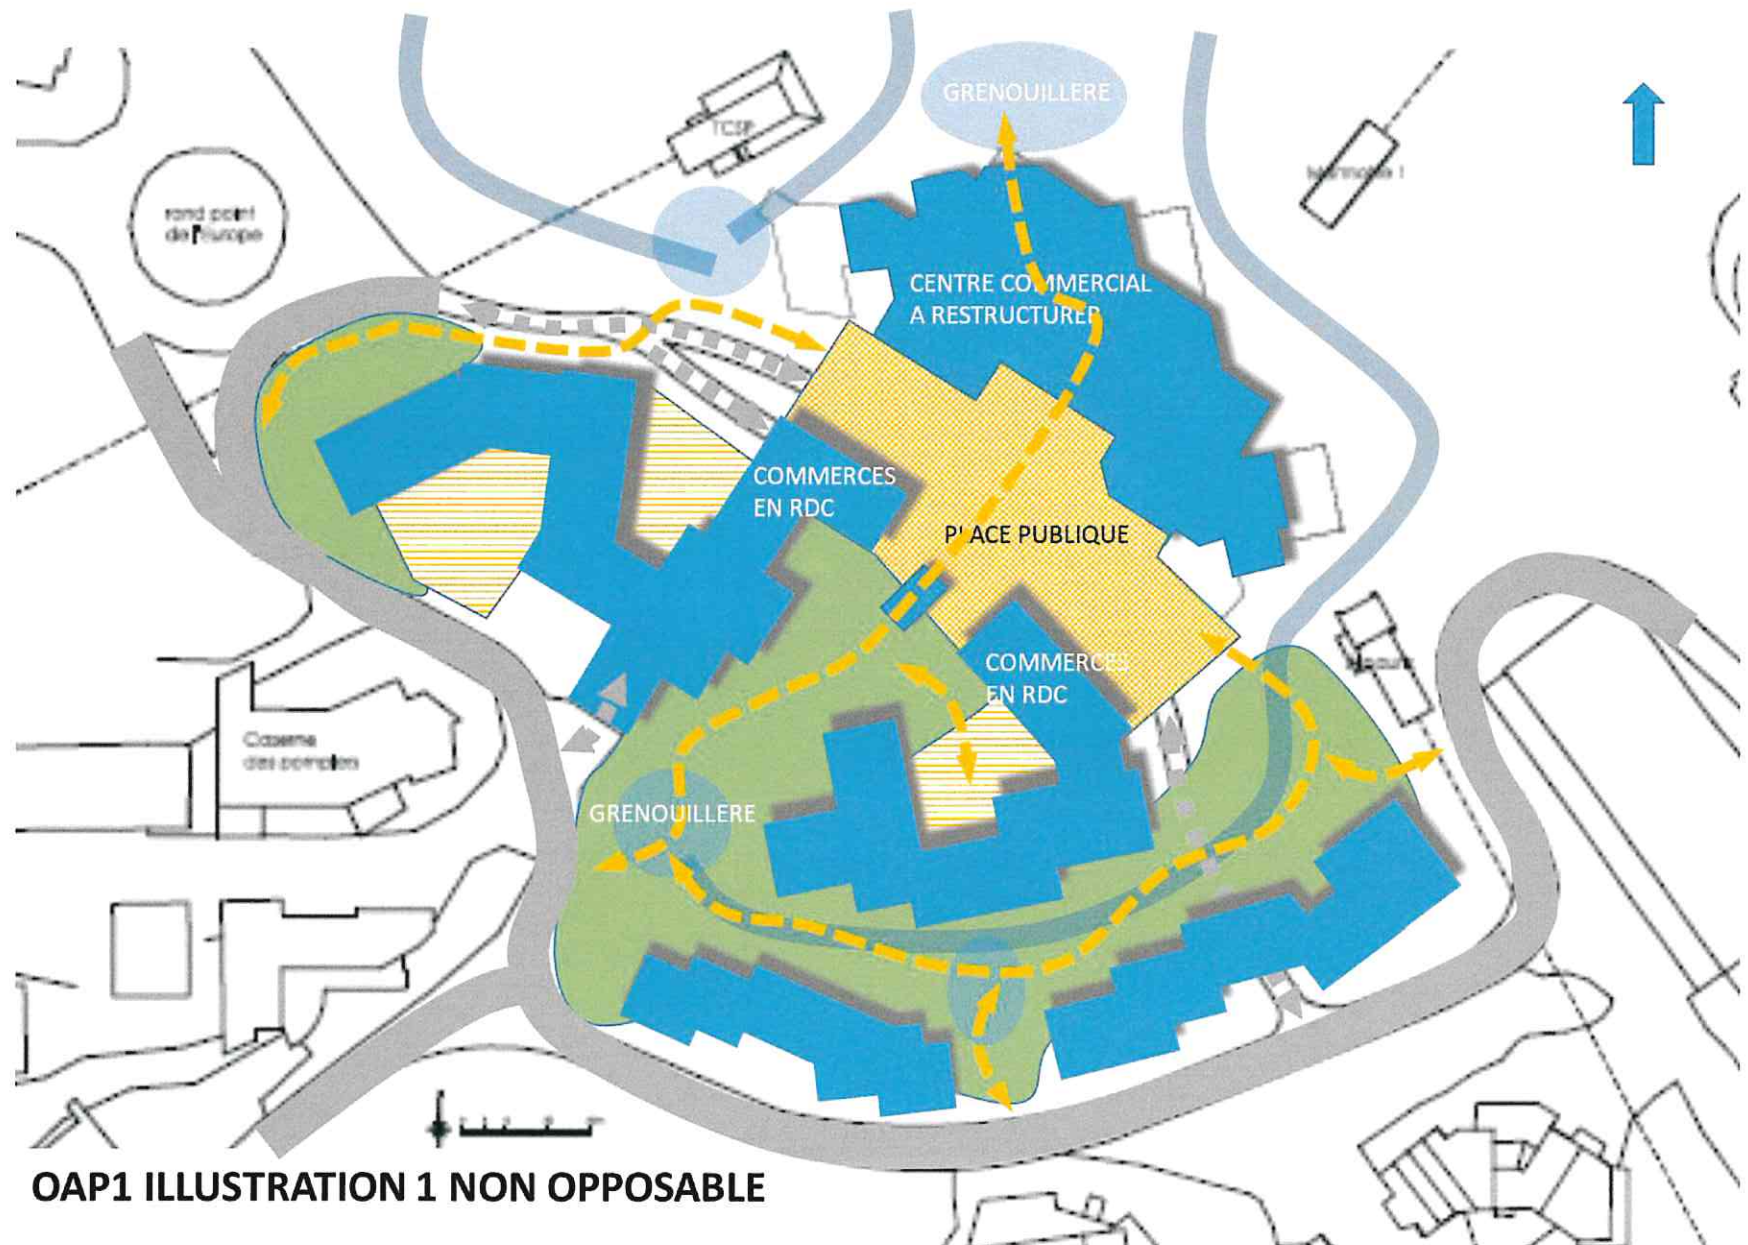 GRENOUILLERE
TCSP
rond point
de l'europe
CENTRE COMMERCIAL
A RESTRUCTURER
COMMERCES
EN RDC
PLACE PUBLIQUE
COMMERCES
EN RDC
Caserne
des pompiers
GRENOUILLERE
OAP1 ILLUSTRATION 1 NON OPPOSABLE